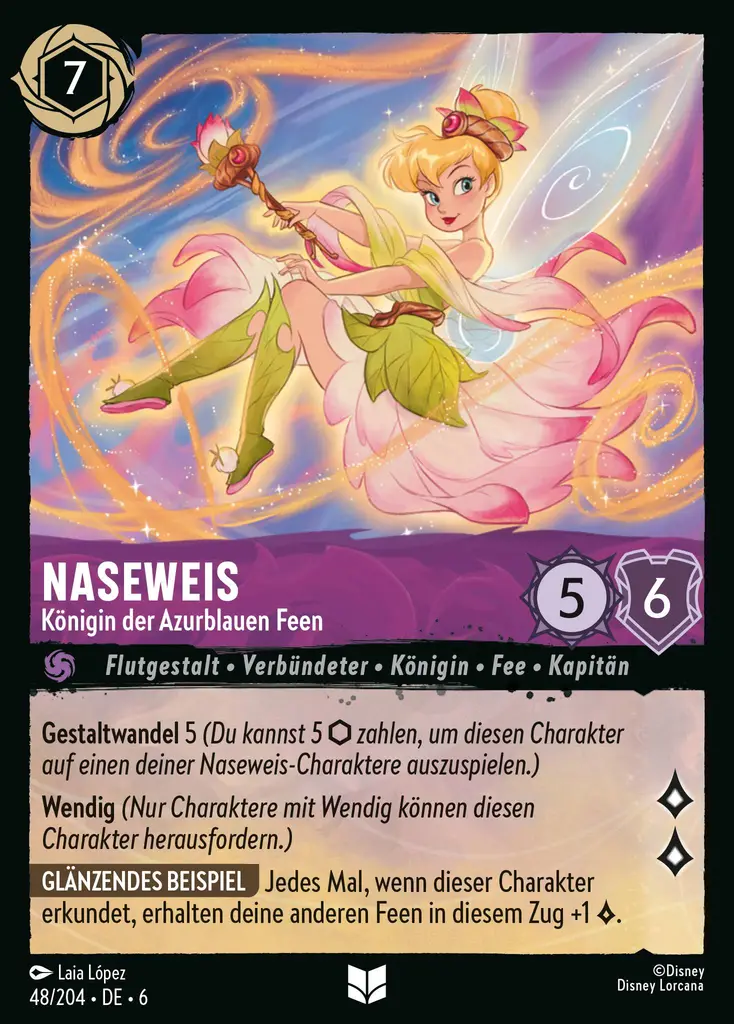 7
NASEWEIS
Königin der Azurblauen Feen
5
6
Flutgestalt • Verbündeter • Königin • Fee • Kapitän
Gestaltwandel 5 (Du kannst 5 ⬡ zahlen, um diesen Charakter
auf einen deiner Naseweis-Charaktere auszuspielen.)
Wendig (Nur Charaktere mit Wendig können diesen
Charakter herausfordern.)
GLÄNZENDES BEISPIEL Jedes Mal, wenn dieser Charakter
erkundet, erhalten deine anderen Feen in diesem Zug +1 ⟡.
Laia López
©Disney
48/204 • DE • 6
Disney Lorcana